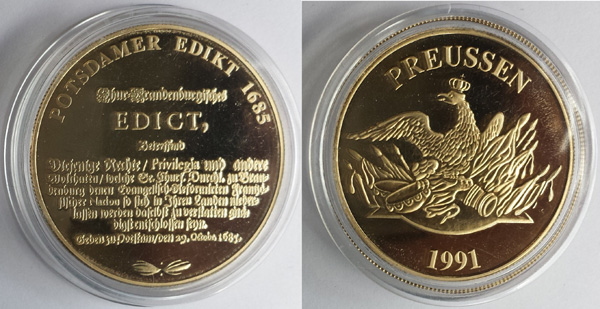 POTSDAMER EDIKT 1685
Chur-Brandenburgisches
EDICT,
Betreffend
Diejenige Rechte / Privilegia und andere
Wolthaten / welche Se. Churf. Durchl. zu Bran-
denburg denen Evangelisch-Reformirten Frantzö-
sischer Nation so sich in Ihren Landen nieder-
lassen werden daselbst zu verstatten gnä-
digst entschlossen seyn.
Geben zu Potsdam / den 29. Octobr. 1685.
PREUSSEN
1991